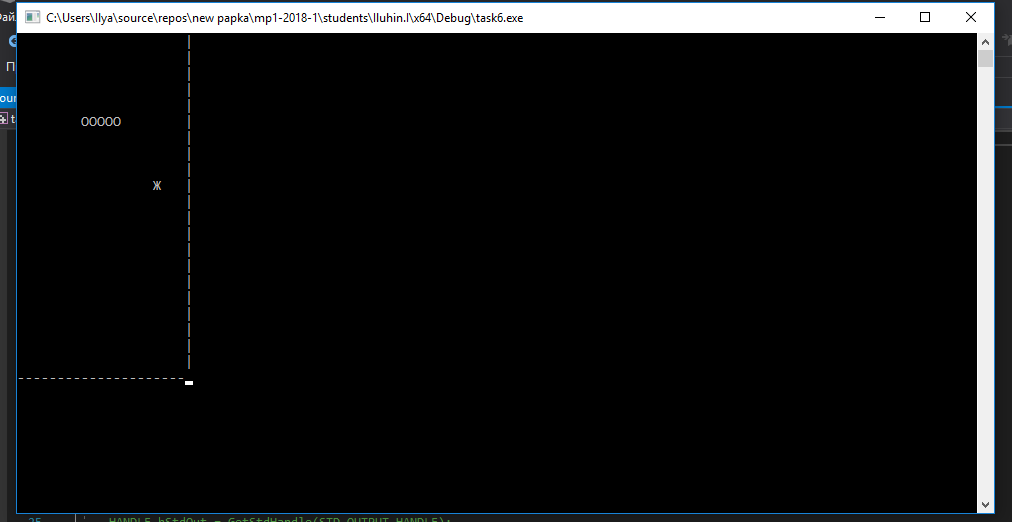 C:\Users\Ilya\source\repos\new papka\mp1-2018-1\students\Iluhin.I\x64\Debug\task6.exe
OOOOO
Ж
25 HANDLE hStdOut = GetStdHandle(STD_OUTPUT_HANDLE);